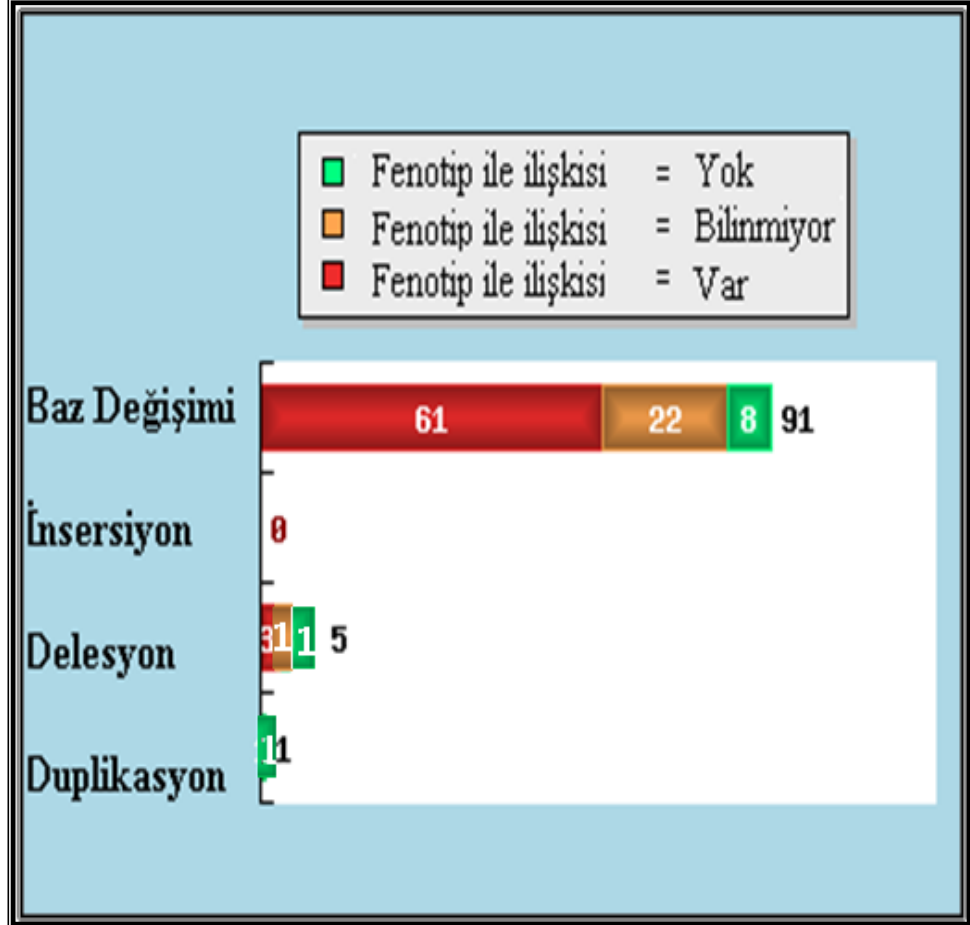 Fenotip ile ilişkisi = Yok
Fenotip ile ilişkisi = Bilinmiyor
Fenotip ile ilişkisi = Var
Baz Değişimi 61 22 8 91
İnsersiyon 0
Delesyon 3 1 1 5
Duplikasyon 1 1